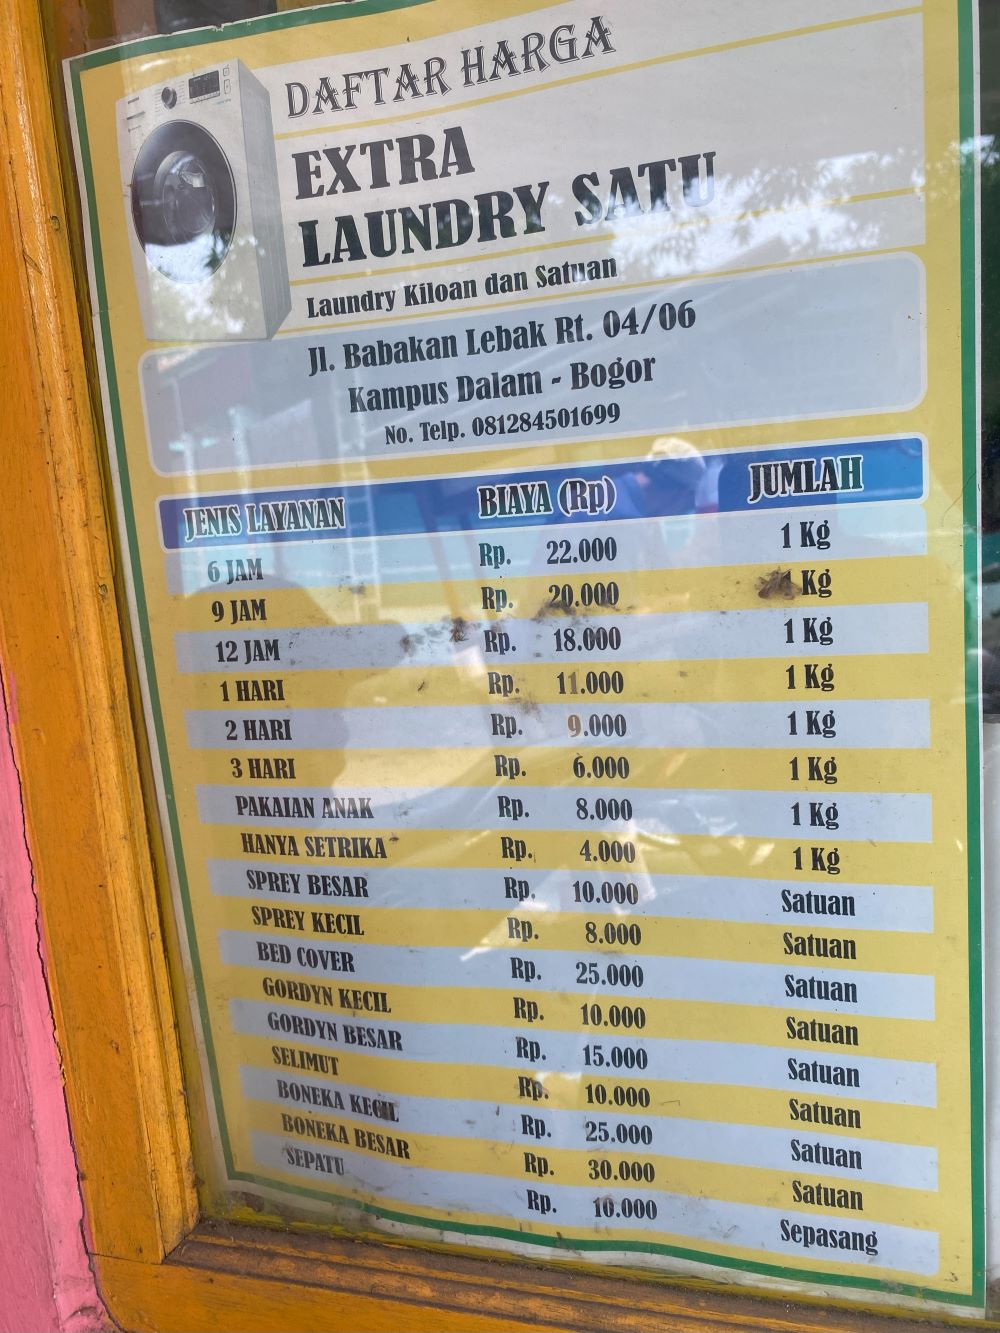 DAFTAR HARGA
EXTRA
LAUNDRY SATU
Laundry Kiloan dan Satuan
Jl. Babakan Lebak Rt. 04/06
Kampus Dalam - Bogor
No. Telp. 081284501699
JENIS LAYANAN BIAYA (Rp) JUMLAH
6 JAM Rp. 22.000 1 Kg
9 JAM Rp. 20.000 1 Kg
12 JAM Rp. 18.000 1 Kg
1 HARI Rp. 11.000 1 Kg
2 HARI Rp. 9.000 1 Kg
3 HARI Rp. 6.000 1 Kg
PAKAIAN ANAK Rp. 8.000 1 Kg
HANYA SETRIKA Rp. 4.000 1 Kg
SPREY BESAR Rp. 10.000 Satuan
SPREY KECIL Rp. 8.000 Satuan
BED COVER Rp. 25.000 Satuan
GORDYN KECIL Rp. 10.000 Satuan
GORDYN BESAR Rp. 15.000 Satuan
SELIMUT Rp. 10.000 Satuan
BONEKA KECIL Rp. 25.000 Satuan
BONEKA BESAR Rp. 30.000 Satuan
SEPATU Rp. 10.000 Sepasang